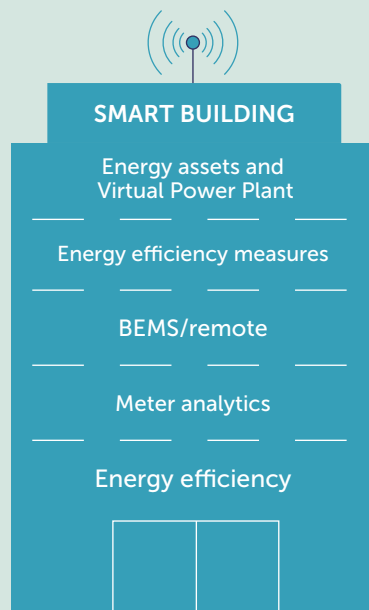 SMART BUILDING
Energy assets and
Virtual Power Plant
Energy efficiency measures
BEMS/remote
Meter analytics
Energy efficiency